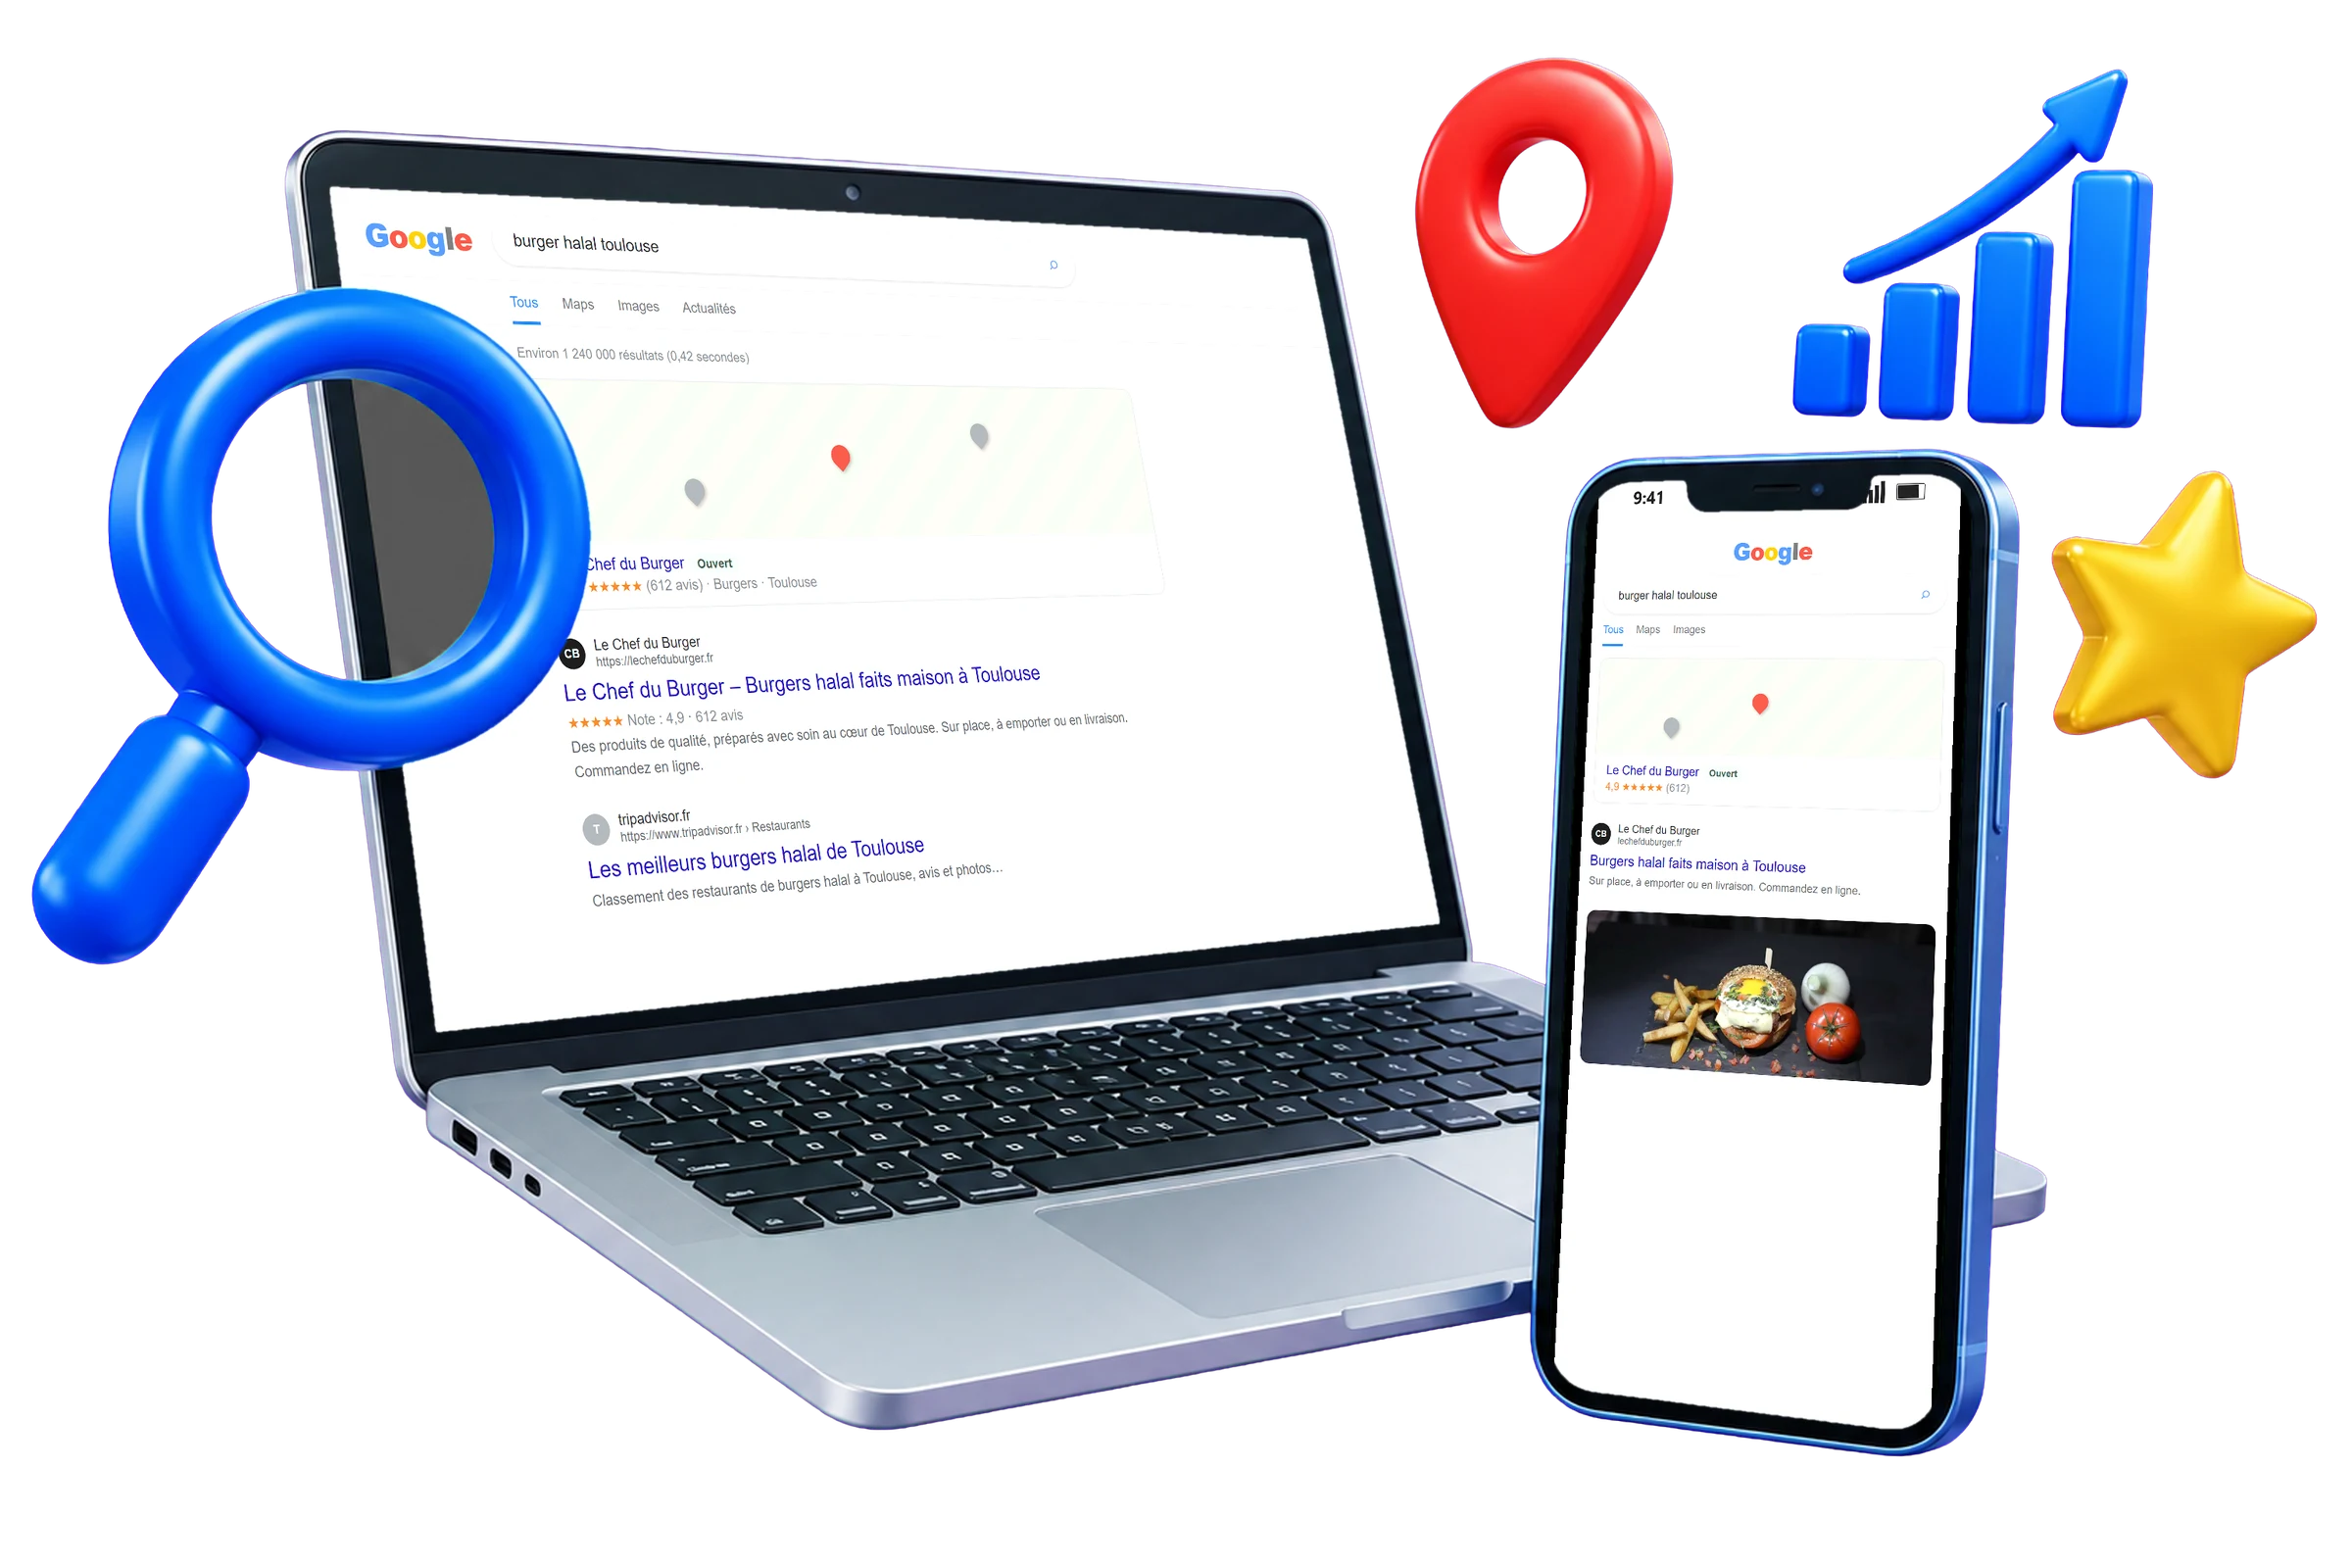 Google
burger halal toulouse
Tous Maps Images Actualités
Environ 1 240 000 résultats (0,42 secondes)
Chef du Burger Ouvert
★★★★★ (612 avis) · Burgers · Toulouse
CB Le Chef du Burger
https://lechefduburger.fr
Le Chef du Burger – Burgers halal faits maison à Toulouse
★★★★★ Note : 4,9 · 612 avis
Des produits de qualité, préparés avec soin au cœur de Toulouse. Sur place, à emporter ou en livraison.
Commandez en ligne.
T tripadvisor.fr
https://www.tripadvisor.fr › Restaurants
Les meilleurs burgers halal de Toulouse
Classement des restaurants de burgers halal à Toulouse, avis et photos…
9:41
Google
burger halal toulouse
Tous Maps Images
Le Chef du Burger Ouvert
4,9 ★★★★★ (612)
CB Le Chef du Burger
lechefduburger.fr
Burgers halal faits maison à Toulouse
Sur place, à emporter ou en livraison. Commandez en ligne.